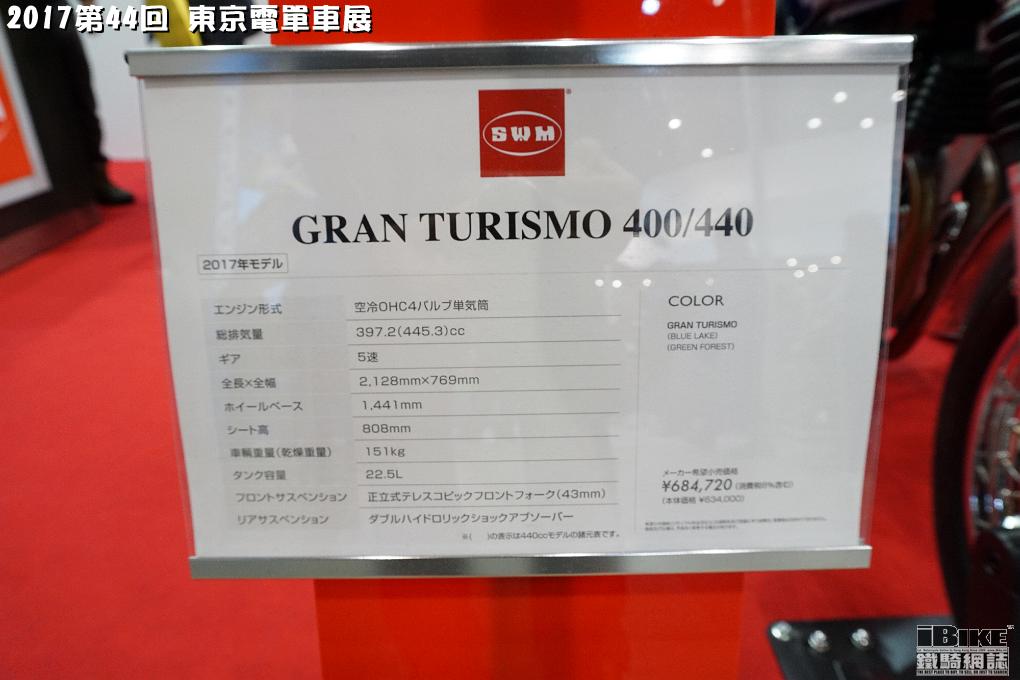 2017第44回 東京電單車展
SWM
GRAN TURISMO 400/440
2017年モデル
エンジン形式 空冷OHC4バルブ単気筒
総排気量 397.2(445.3)cc
ギア 5速
全長×全幅 2,128mm×769mm
ホイールベース 1,441mm
シート高 808mm
車輌重量(乾燥重量) 151kg
タンク容量 22.5L
フロントサスペンション 正立式テレスコピックフロントフォーク(43mm)
リアサスペンション ダブルハイドロリックショックアブソーバー
※( )の表示は440ccモデルの諸元表です。
COLOR
GRAN TURISMO
(BLUE LAKE)
(GREEN FOREST)
メーカー希望小売価格
¥684,720(消費税8%含む)
(本体価格 ¥634,000)
iBIKE
鐵騎網誌